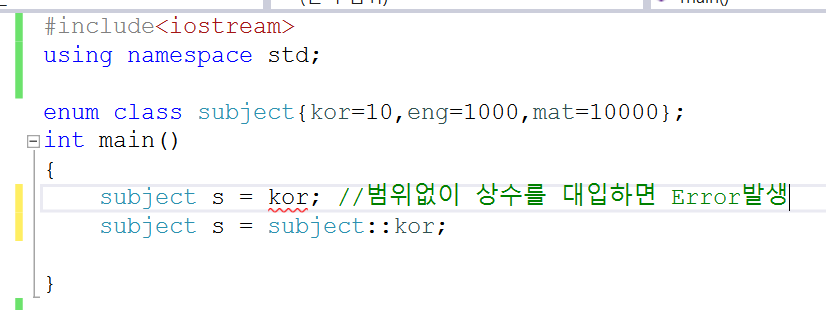 #include<iostream>
using namespace std;
enum class subject{kor=10,eng=1000,mat=10000};
int main()
{
subject s = kor; //범위없이 상수를 대입하면 Error발생
subject s = subject::kor;
}